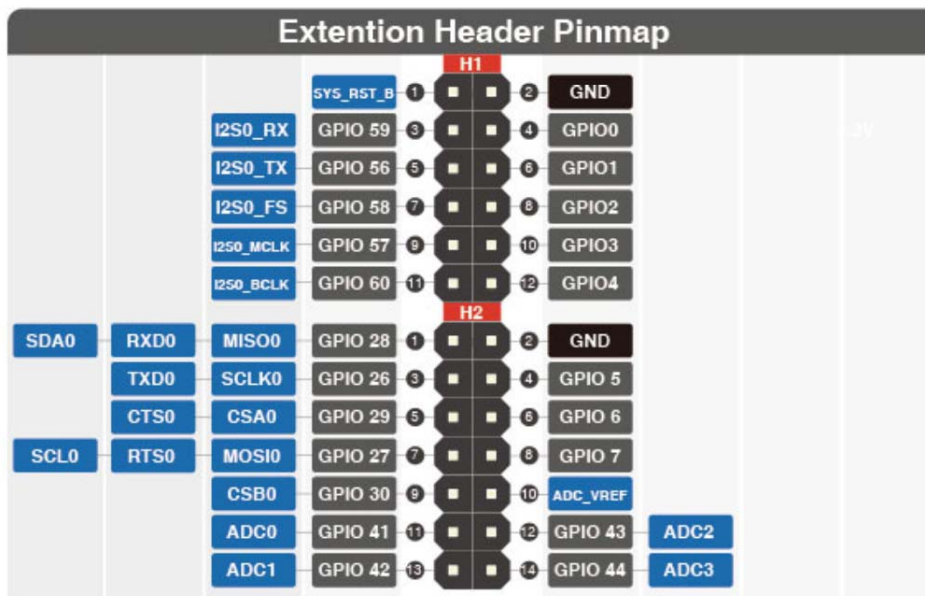 Extention Header Pinmap
H1
SYS_RST_B 1 2 GND
I2S0_RX GPIO 59 3 4 GPIO0 3.3V
I2S0_TX GPIO 56 5 6 GPIO1
I2S0_FS GPIO 58 7 8 GPIO2
I2S0_MCLK GPIO 57 9 10 GPIO3
I2S0_BCLK GPIO 60 11 12 GPIO4
H2
SDA0 RXD0 MISO0 GPIO 28 1 2 GND
TXD0 SCLK0 GPIO 26 3 4 GPIO 5
CTS0 CSA0 GPIO 29 5 6 GPIO 6
SCL0 RTS0 MOSI0 GPIO 27 7 8 GPIO 7
CSB0 GPIO 30 9 10 ADC_VREF
ADC0 GPIO 41 11 12 GPIO 43 ADC2
ADC1 GPIO 42 13 14 GPIO 44 ADC3